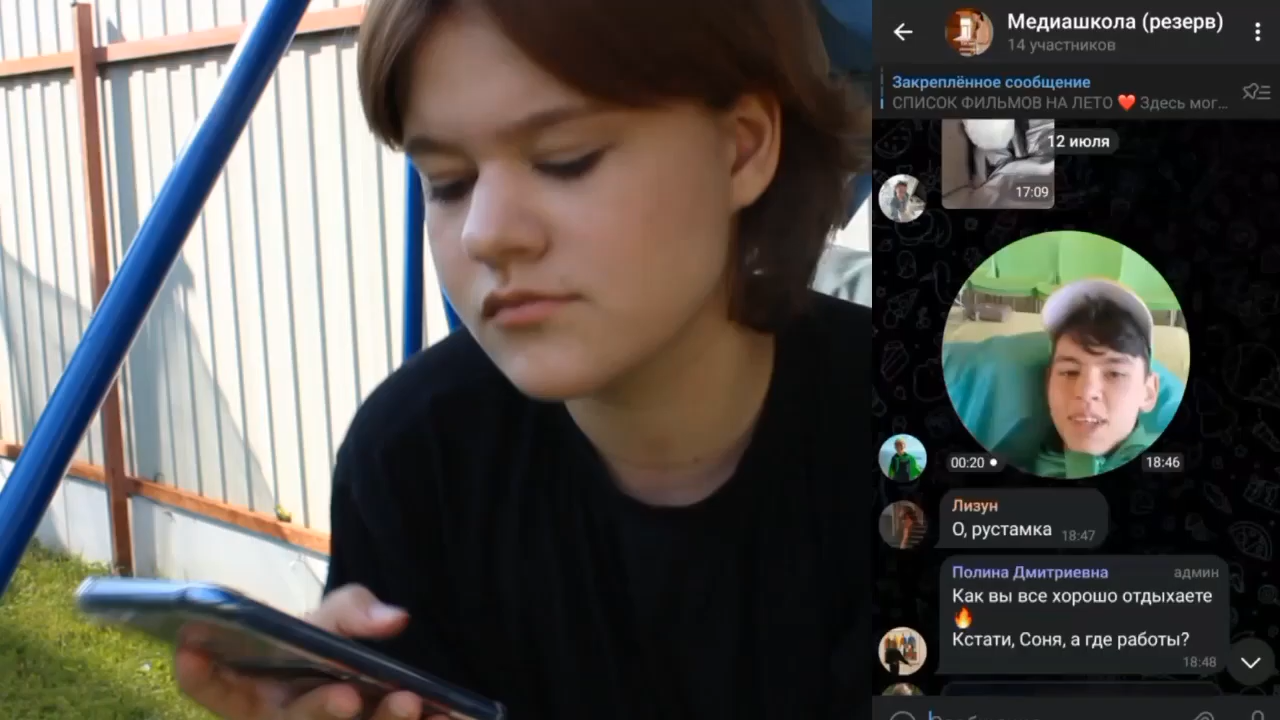 Медиашкола (резерв)
14 участников
Закреплённое сообщение
СПИСОК ФИЛЬМОВ НА ЛЕТО ❤️ Здесь мог...
12 июля
17:09
00:20
18:46
Лизун
О, рустамка 18:47
Полина Дмитриевна админ
Как вы все хорошо отдыхаете
🔥
Кстати, Соня, а где работы?
18:48